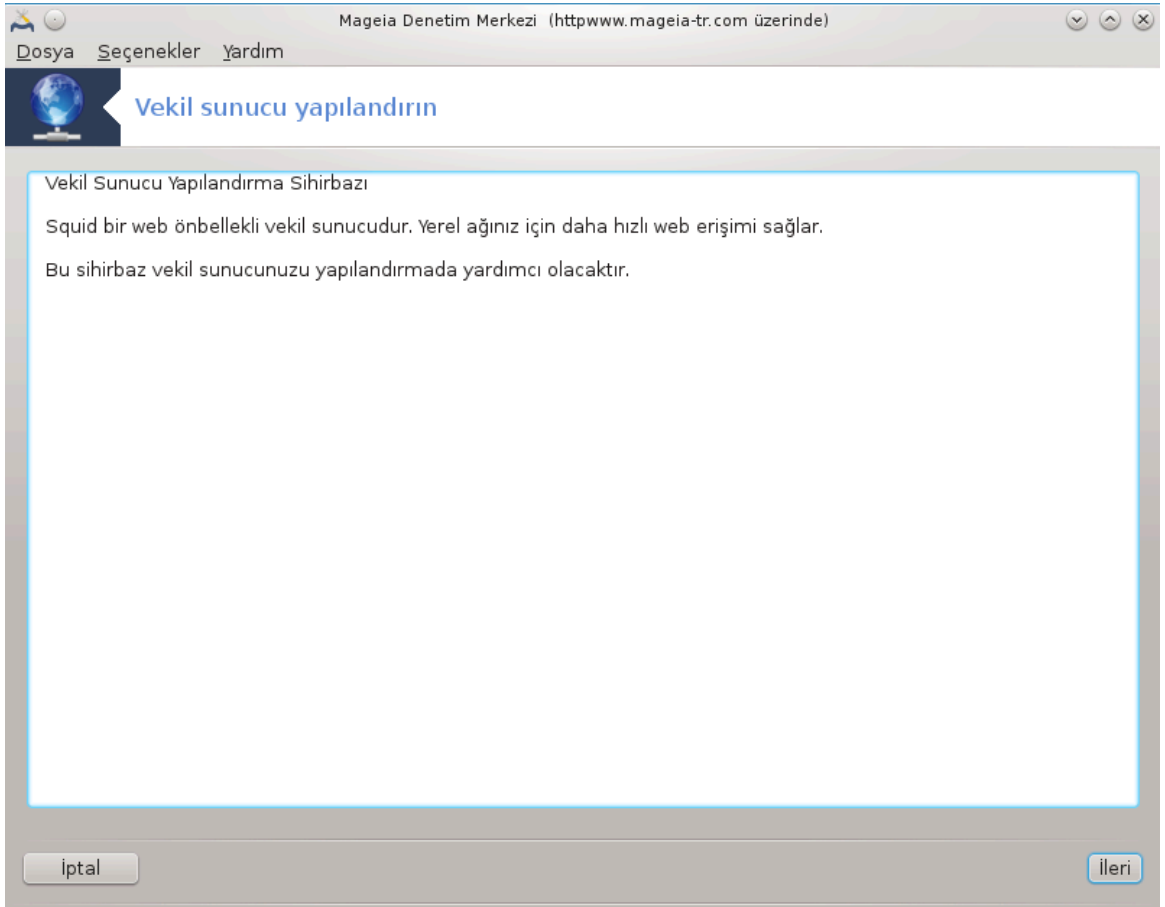 Mageia Denetim Merkezi (httpwww.mageia-tr.com üzerinde)
Dosya Seçenekler Yardım
Vekil sunucu yapılandırın
Vekil Sunucu Yapılandırma Sihirbazı
Squid bir web önbellekli vekil sunucudur. Yerel ağınız için daha hızlı web erişimi sağlar.
Bu sihirbaz vekil sunucunuzu yapılandırmada yardımcı olacaktır.
İptal
İleri